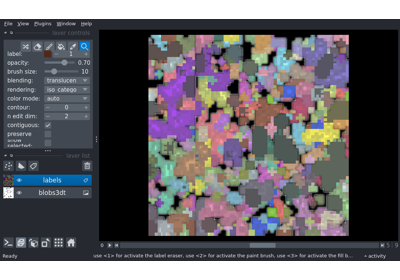 File View Plugins Window Help
layer controls
label: 1
opacity: 0.70
brush size: 10
blending: translucen
rendering: iso_catego
color mode: auto
contour: 0
n edit dim: 2
contiguous:
preserve
selected:
layer list
labels
blobs3dt
Ready
use <1> for activate the label eraser, use <2> for activate the paint brush, use <3> for activate the fill b...
activity